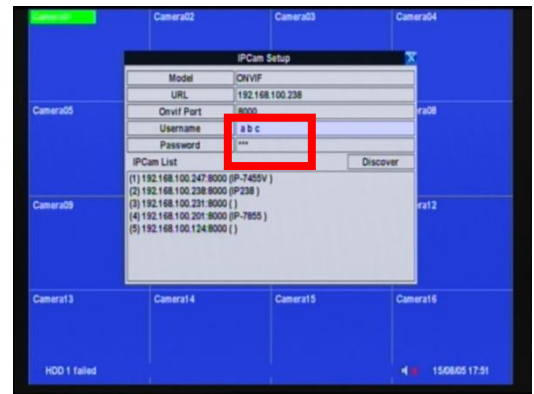 Camera02 Camera03 Camera04
IPCam Setup X
Model ONVIF
URL 192.168.100.238
Camera05 Onvif Port 8000 ra08
Username a b c
Password ***
IPCam List Discover
(1) 192.168.100.247:8000 (IP-7455V )
(2) 192.168.100.238:8000 (IP238 )
Camera09 (3) 192.168.100.231:8000 ( ) ra12
(4) 192.168.100.201:8000 (IP-7855 )
(5) 192.168.100.124:8000 ( )
Camera13 Camera14 Camera15 Camera16
HDD 1 failed 15/08/05 17:51